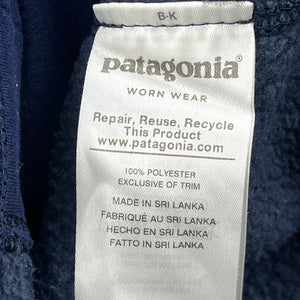 B-K
patagonia®
WORN WEAR
Repair, Reuse, Recycle
This Product
www.patagonia.com
100% POLYESTER
EXCLUSIVE OF TRIM
MADE IN SRI LANKA
FABRIQUÉ AU SRI LANKA
HECHO EN SRI LANKA
FATTO IN SRI LANKA